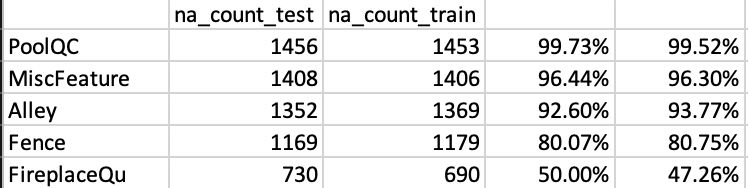 na_count_test na_count_train
PoolQC 1456 1453 99.73% 99.52%
MiscFeature 1408 1406 96.44% 96.30%
Alley 1352 1369 92.60% 93.77%
Fence 1169 1179 80.07% 80.75%
FireplaceQu 730 690 50.00% 47.26%